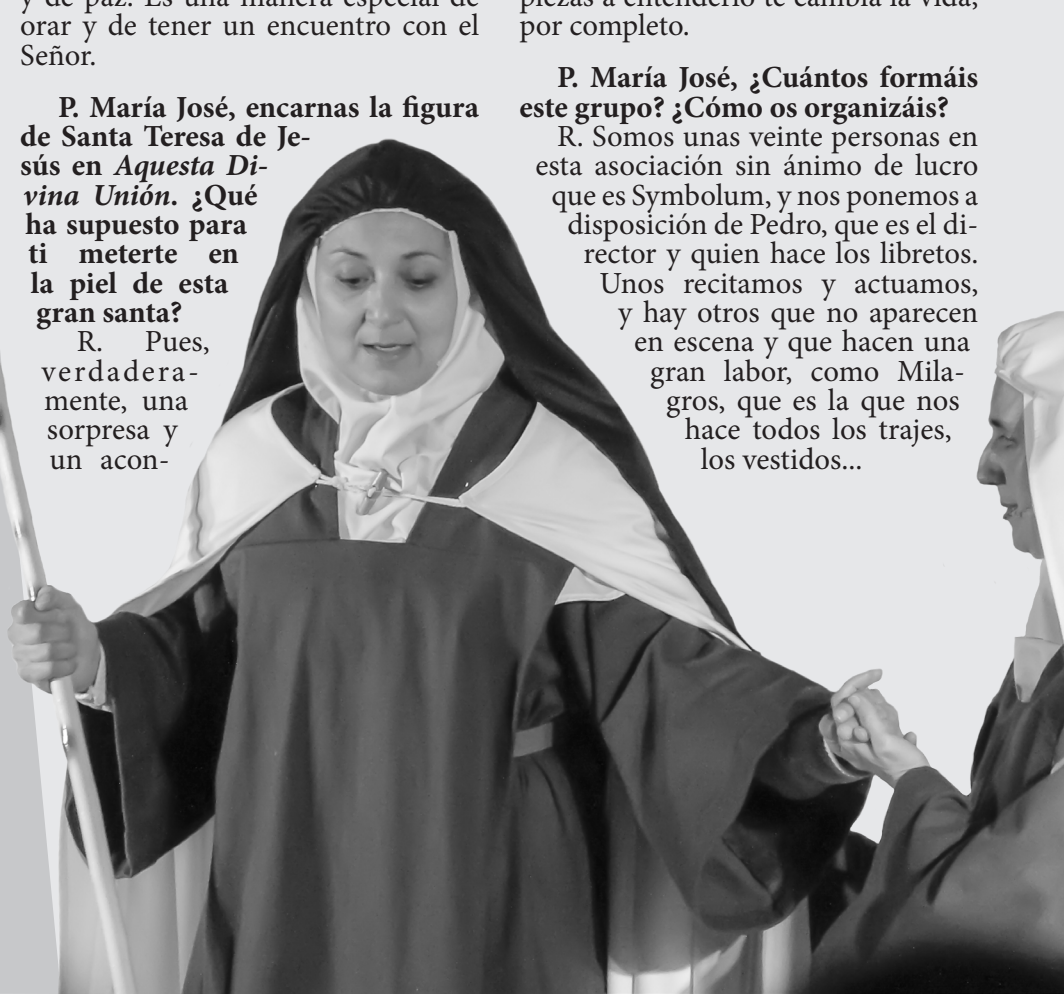 y de paz. Es una manera especial de
orar y de tener un encuentro con el
Señor.
P. María José, encarnas la figura
de Santa Teresa de Je-
sús en Aquesta Di-
vina Unión. ¿Qué
ha supuesto para
ti meterte en
la piel de esta
gran santa?
R. Pues,
verdadera-
mente, una
sorpresa y
un acon-
piezas a entenderlo te cambia la vida,
por completo.
P. María José, ¿Cuántos formáis
este grupo? ¿Cómo os organizáis?
R. Somos unas veinte personas en
esta asociación sin ánimo de lucro
que es Symbolum, y nos ponemos a
disposición de Pedro, que es el di-
rector y quien hace los libretos.
Unos recitamos y actuamos,
y hay otros que no aparecen
en escena y que hacen una
gran labor, como Mila-
gros, que es la que nos
hace todos los trajes,
los vestidos...